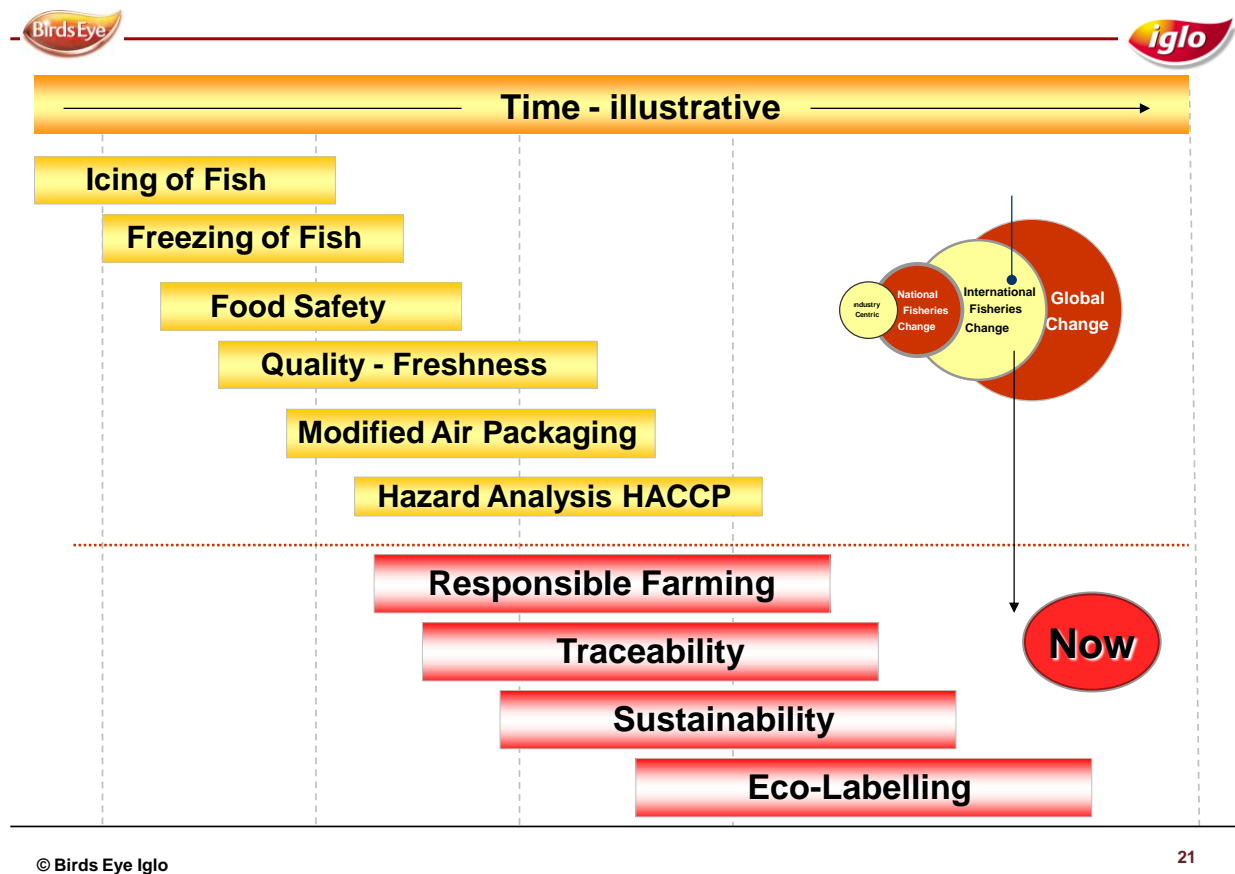 Birds Eye
iglo
Time - illustrative
Icing of Fish
Freezing of Fish
Food Safety
Quality - Freshness
Modified Air Packaging
Hazard Analysis HACCP
Industry
Centric
National
Fisheries
Change
International
Fisheries
Change
Global
Change
Responsible Farming
Traceability
Sustainability
Eco-Labelling
Now
© Birds Eye Iglo
21